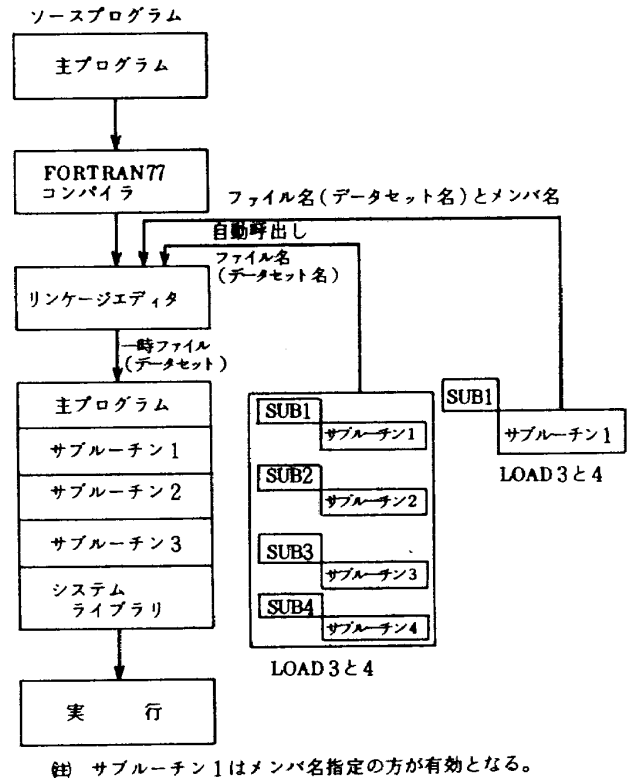 ソースプログラム
主プログラム
FORTRAN77
コンパイラ
ファイル名(データセット名)とメンバ名
自動呼出し
ファイル名
(データセット名)
リンケージエディタ
一時ファイル
(データセット)
主プログラム
サブルーチン1
サブルーチン2
サブルーチン3
システム
ライブラリ
実 行
SUB1
サブルーチン1
SUB2
サブルーチン2
SUB3
サブルーチン3
SUB4
サブルーチン4
LOAD3と4
SUB1
サブルーチン1
LOAD3と4
(註) サブルーチン1はメンバ名指定の方が有効となる。